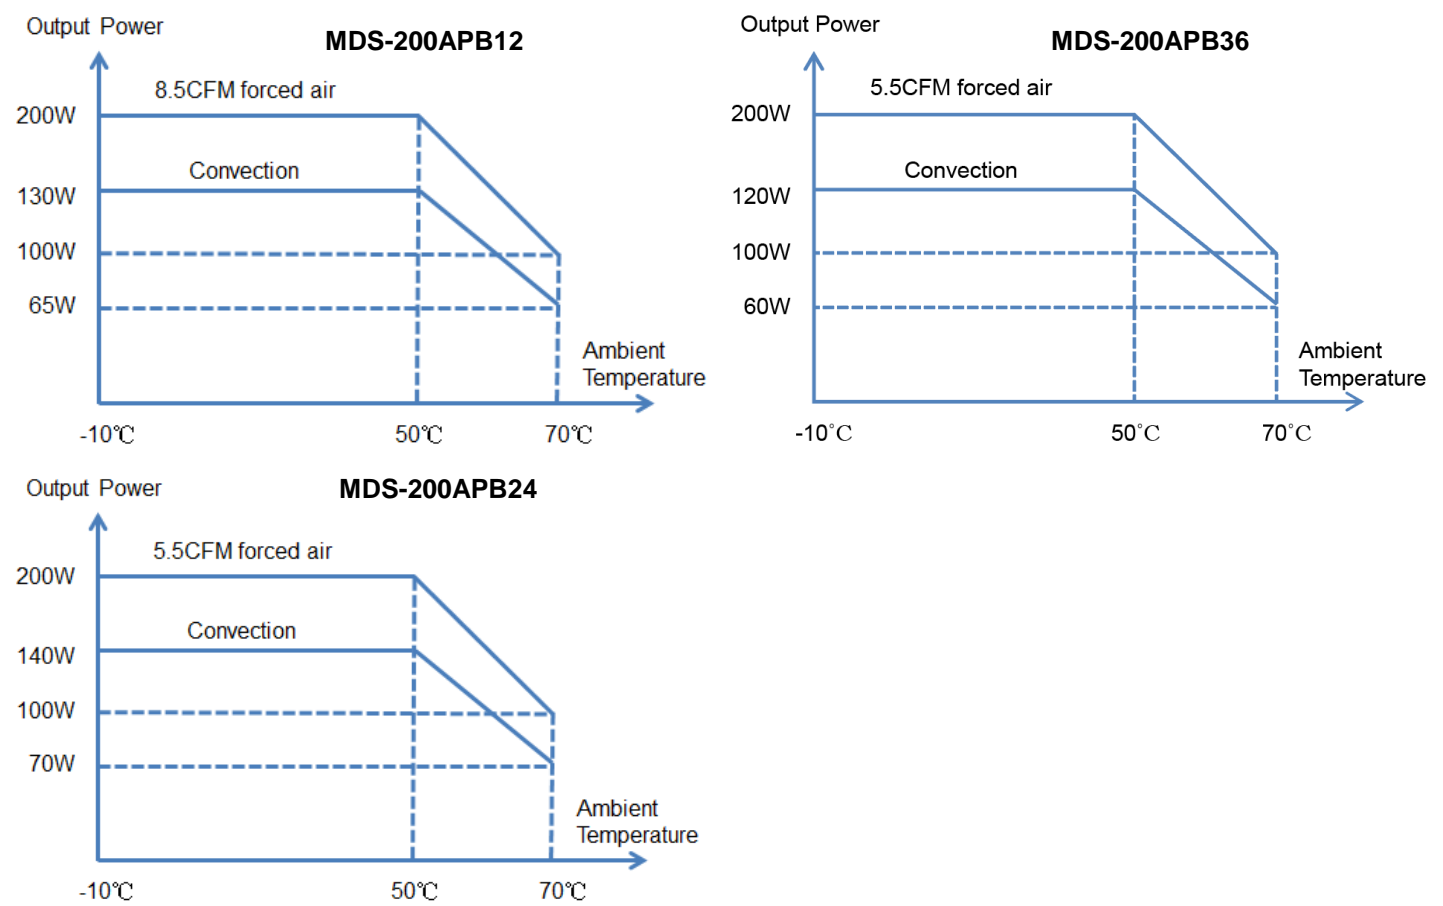 Output Power
MDS-200APB12
8.5CFM forced air
200W
Convection
130W
100W
65W
Ambient
Temperature
-10℃
50℃
70℃
Output Power
MDS-200APB36
5.5CFM forced air
200W
Convection
120W
100W
60W
Ambient
Temperature
-10°C
50°C
70°C
Output Power
MDS-200APB24
5.5CFM forced air
200W
Convection
140W
100W
70W
Ambient
Temperature
-10℃
50℃
70℃